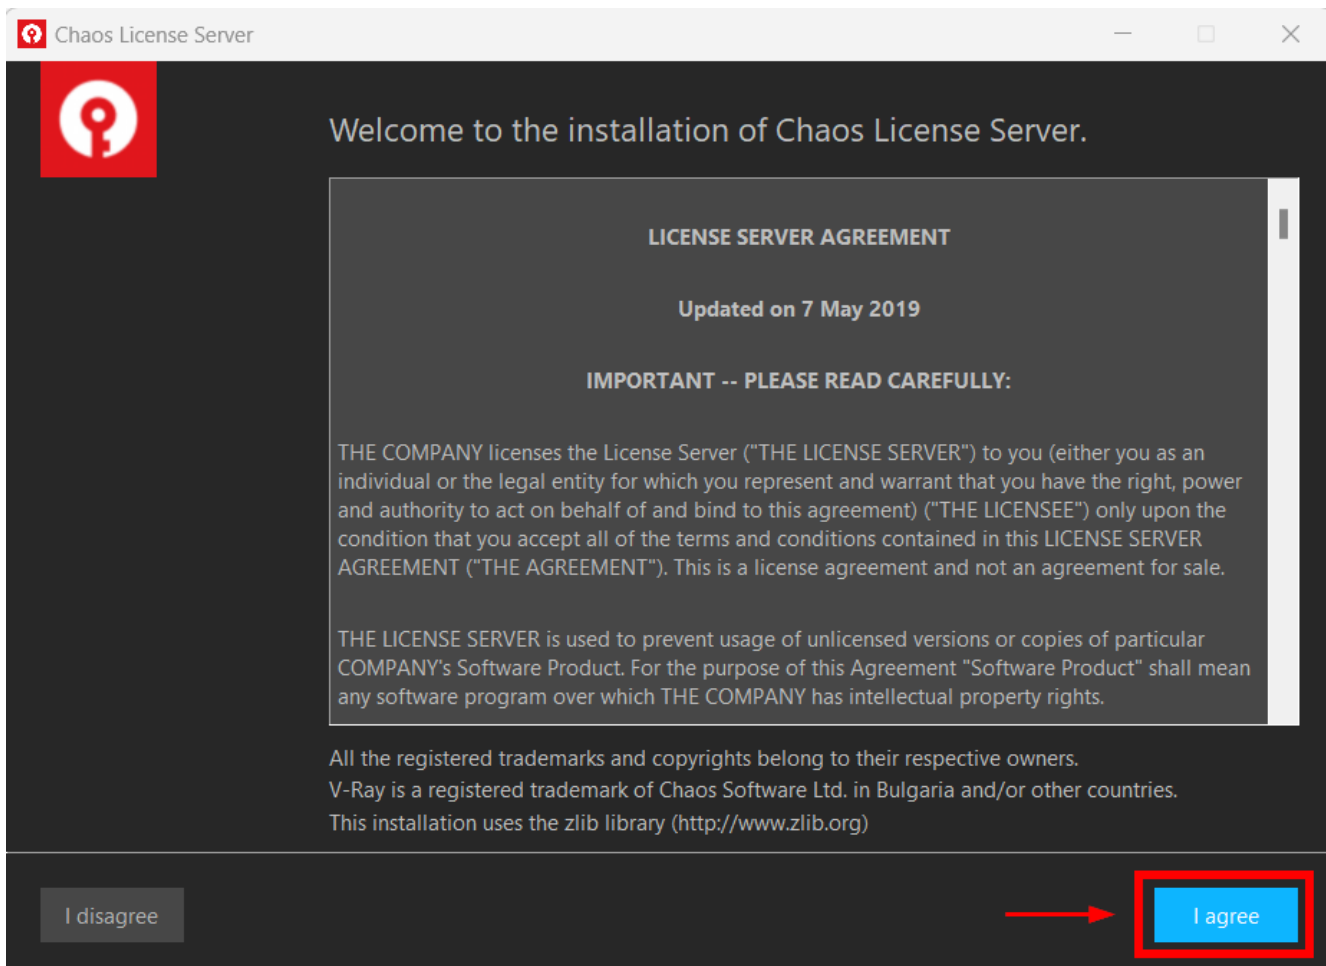 Chaos License Server
Welcome to the installation of Chaos License Server.
LICENSE SERVER AGREEMENT
Updated on 7 May 2019
IMPORTANT -- PLEASE READ CAREFULLY:
THE COMPANY licenses the License Server ("THE LICENSE SERVER") to you (either you as an
individual or the legal entity for which you represent and warrant that you have the right, power
and authority to act on behalf of and bind to this agreement) ("THE LICENSEE") only upon the
condition that you accept all of the terms and conditions contained in this LICENSE SERVER
AGREEMENT ("THE AGREEMENT"). This is a license agreement and not an agreement for sale.
THE LICENSE SERVER is used to prevent usage of unlicensed versions or copies of particular
COMPANY's Software Product. For the purpose of this Agreement "Software Product" shall mean
any software program over which THE COMPANY has intellectual property rights.
All the registered trademarks and copyrights belong to their respective owners.
V-Ray is a registered trademark of Chaos Software Ltd. in Bulgaria and/or other countries.
This installation uses the zlib library (http://www.zlib.org)
I disagree
I agree